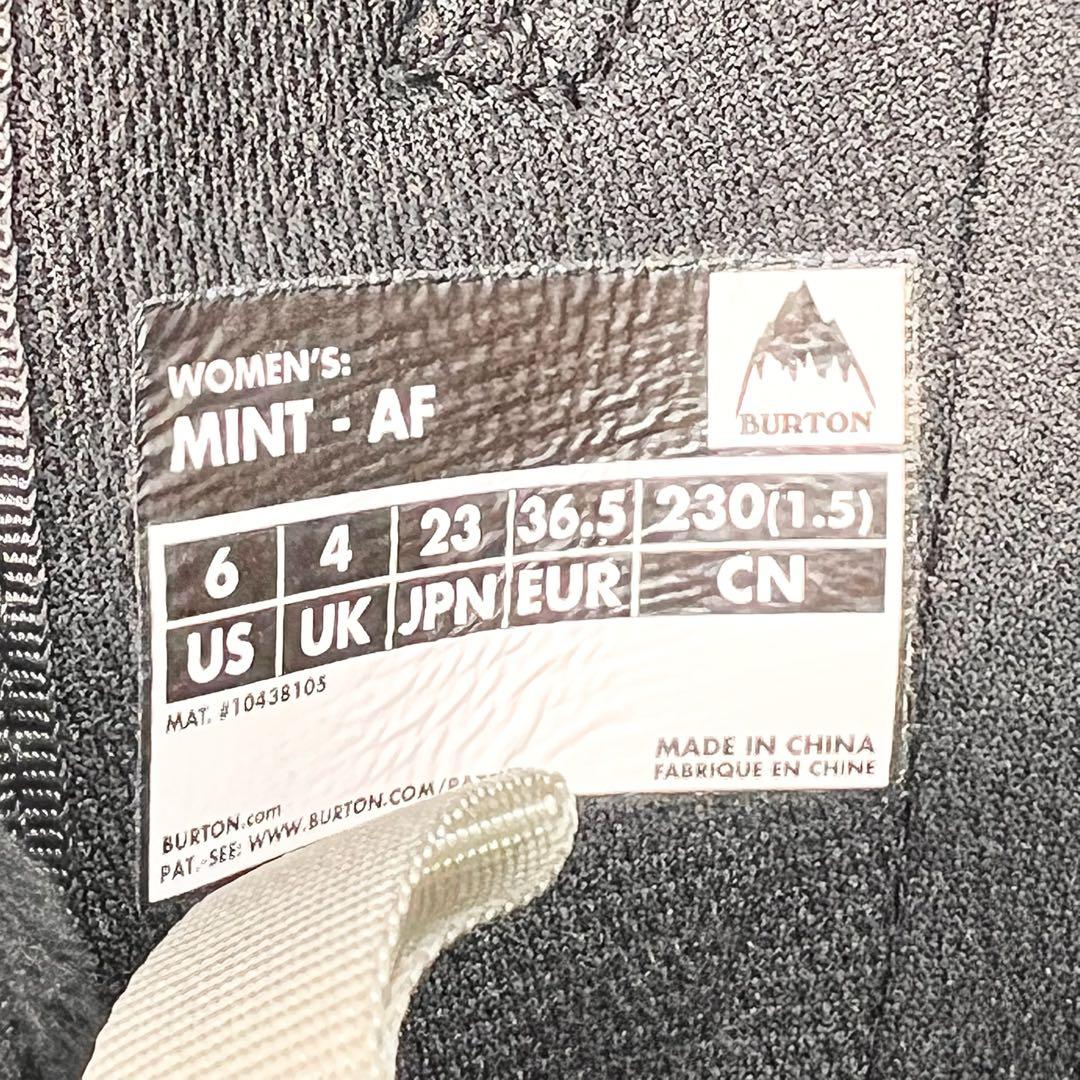 WOMEN'S:
MINT - AF
BURTON
6 4 23 36.5 230(1.5)
US UK JPN EUR CN
MAT. #10438105
MADE IN CHINA
FABRIQUE EN CHINE
BURTON.com
PAT.-SEE: WWW.BURTON.COM/